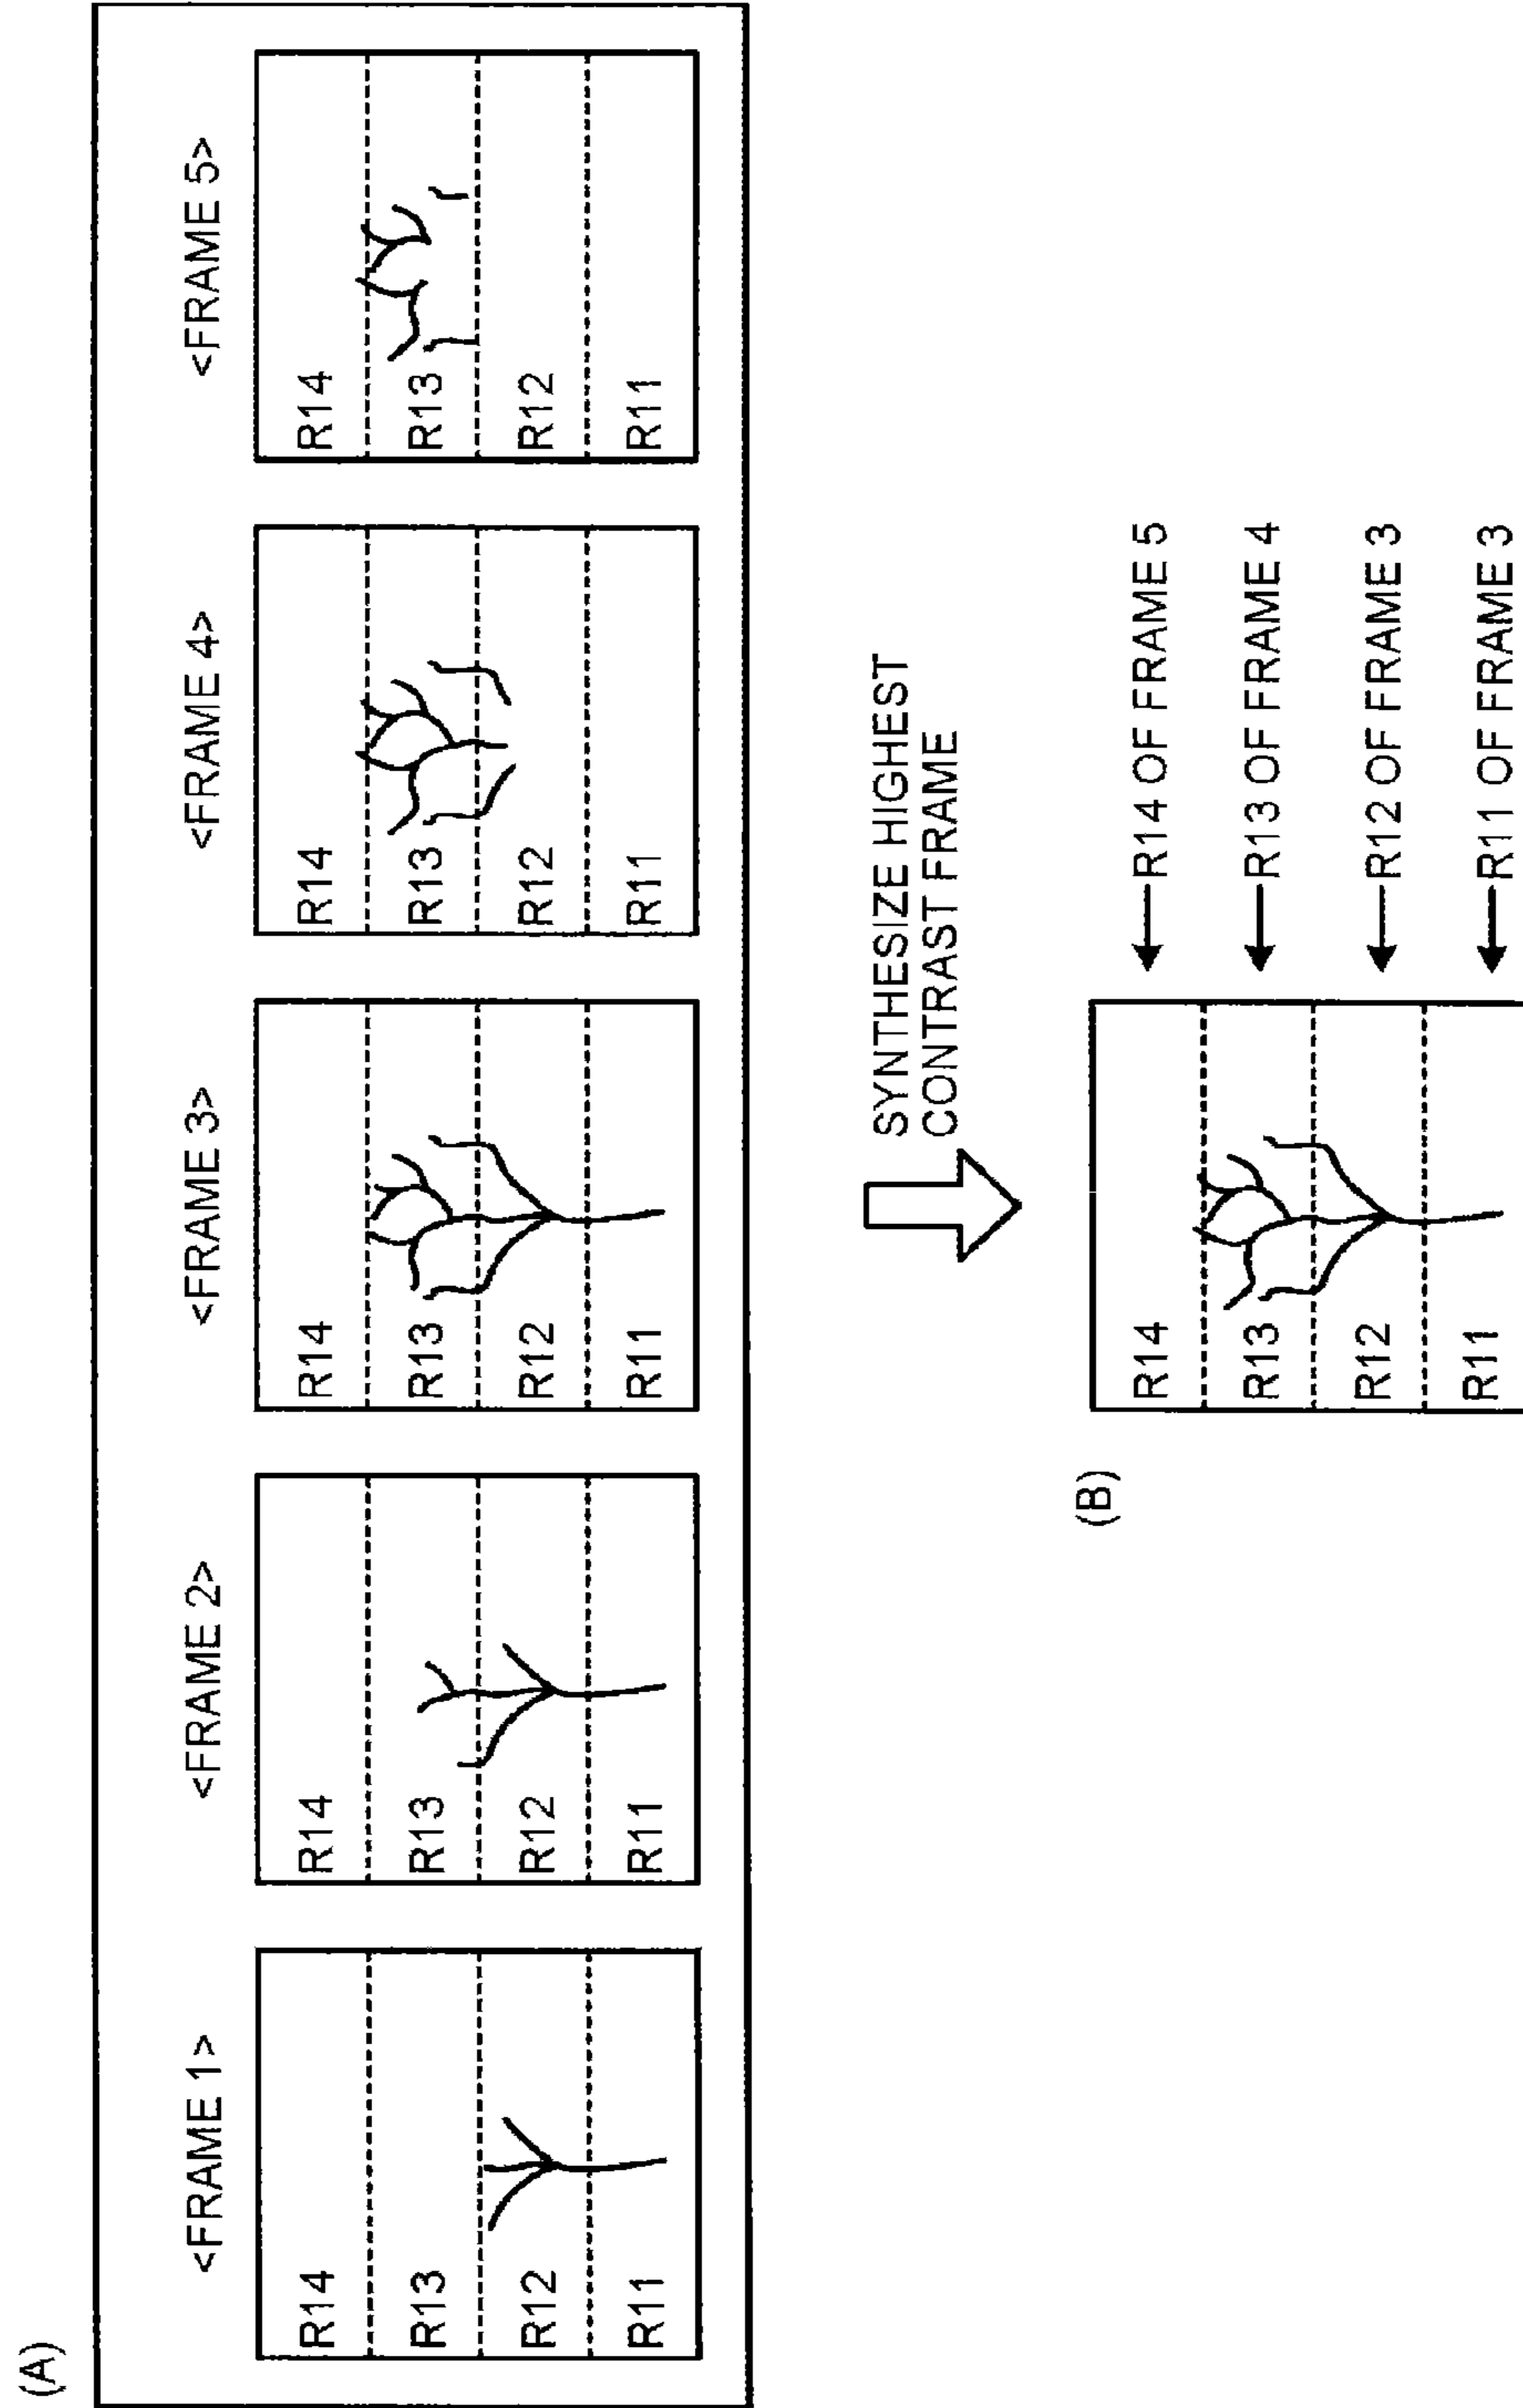 (A)
<FRAME 1>
R14
R13
R12
R11
<FRAME 2>
R14
R13
R12
R11
<FRAME 3>
R14
R13
R12
R11
<FRAME 4>
R14
R13
R12
R11
<FRAME 5>
R14
R13
R12
R11
SYNTHESIZE HIGHEST
CONTRAST FRAME
(B)
R14
R13
R12
R11
R14 OF FRAME 5
R13 OF FRAME 4
R12 OF FRAME 3
R11 OF FRAME 3